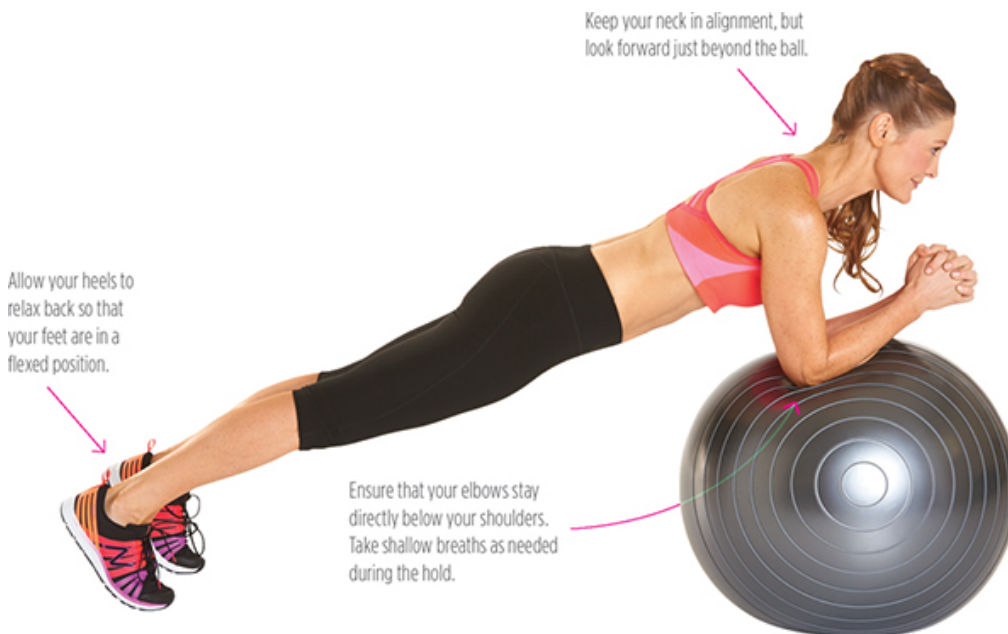 Keep your neck in alignment, but
look forward just beyond the ball.
Allow your heels to
relax back so that
your feet are in a
flexed position.
Ensure that your elbows stay
directly below your shoulders.
Take shallow breaths as needed
during the hold.